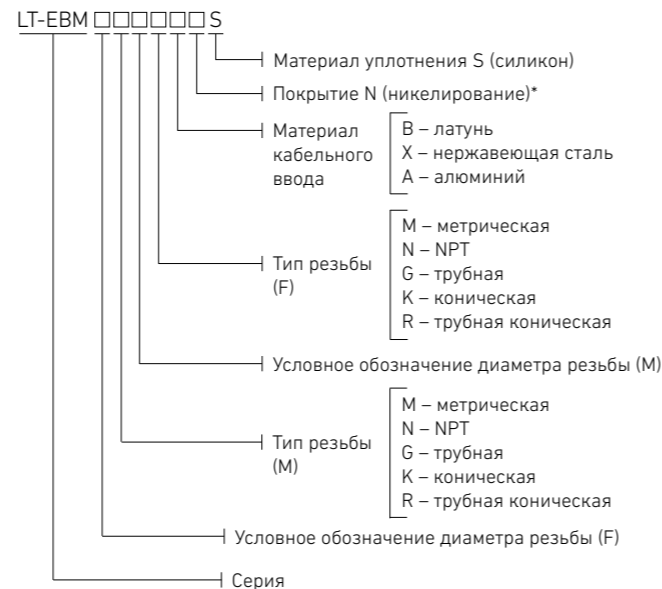 LT-EBM □□□□□□ S
Материал уплотнения S (силикон)
Покрытие N (никелирование)*
Материал
кабельного
ввода
B – латунь
X – нержавеющая сталь
A – алюминий
Тип резьбы
(F)
M – метрическая
N – NPT
G – трубная
K – коническая
R – трубная коническая
Условное обозначение диаметра резьбы (M)
Тип резьбы
(M)
M – метрическая
N – NPT
G – трубная
K – коническая
R – трубная коническая
Условное обозначение диаметра резьбы (F)
Серия